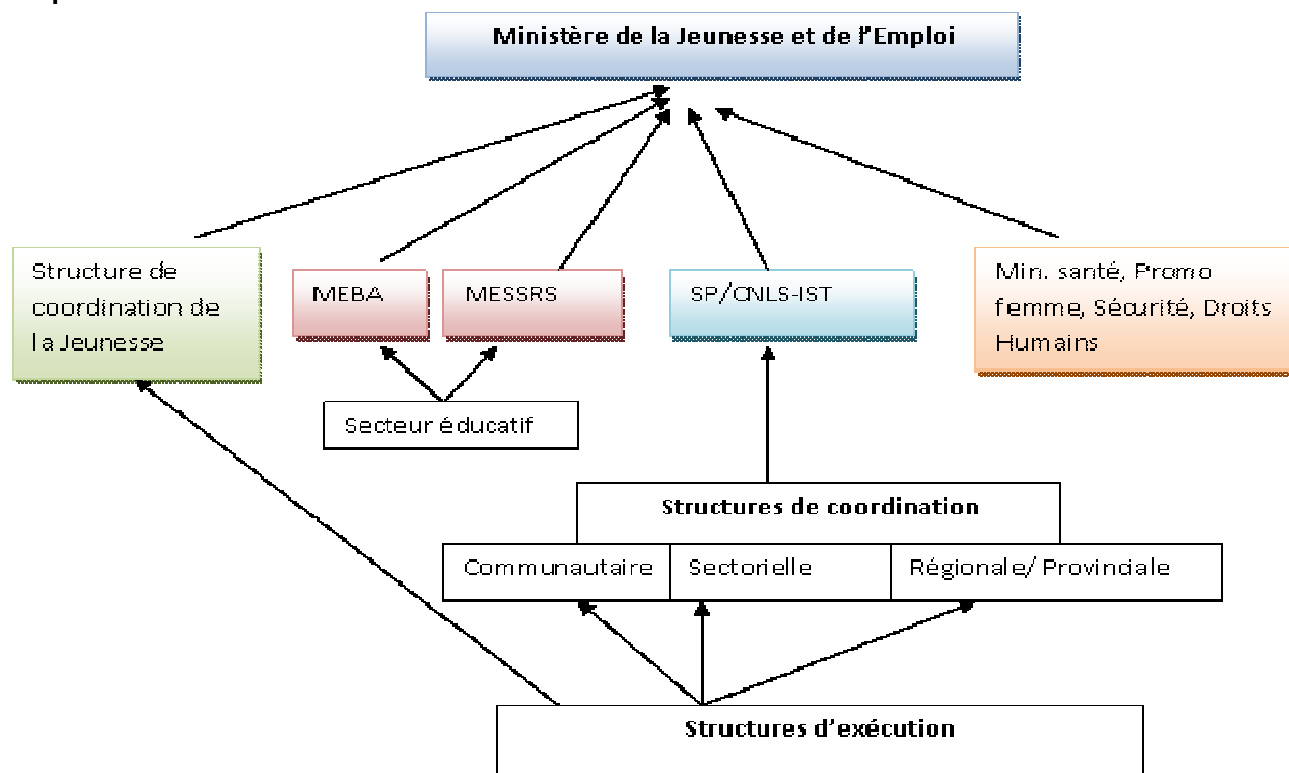 Ministère de la Jeunesse et de l'Emploi
Structure de
coordination de
la Jeunesse
MEBA
MESSRS
SP/CNLS-IST
Min. santé, Promo
femme, Sécurité, Droits
Humains
Secteur éducatif
Structures de coordination
Communautaire
Sectorielle
Régionale/ Provinciale
Structures d'exécution